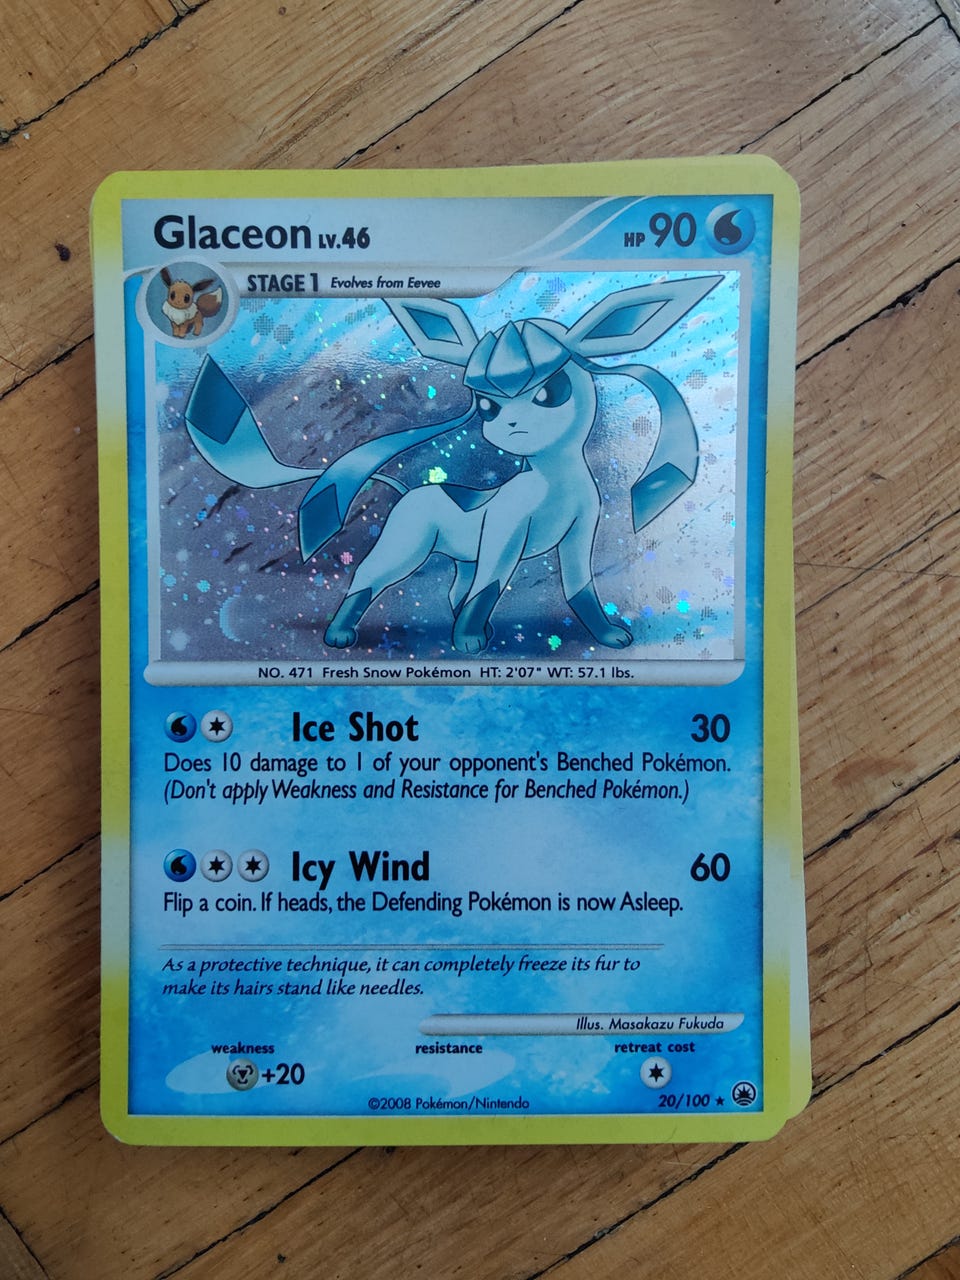 Glaceon LV.46
HP 90
STAGE 1 Evolves from Eevee
NO. 471 Fresh Snow Pokémon HT: 2'07" WT: 57.1 lbs.
Ice Shot 30
Does 10 damage to 1 of your opponent's Benched Pokémon.
(Don't apply Weakness and Resistance for Benched Pokémon.)
Icy Wind 60
Flip a coin. If heads, the Defending Pokémon is now Asleep.
As a protective technique, it can completely freeze its fur to
make its hairs stand like needles.
Illus. Masakazu Fukuda
weakness resistance retreat cost
+20
©2008 Pokémon/Nintendo 20/100 ★